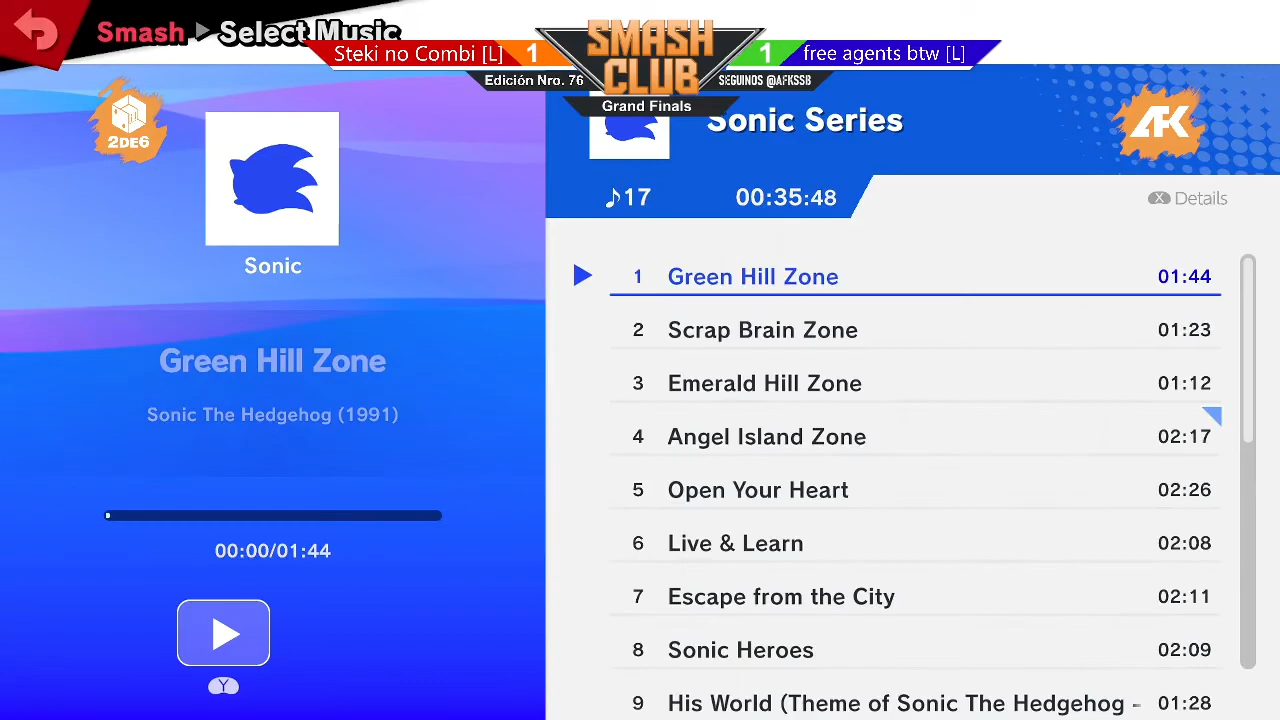 Smash ▶ Select Music
Steki no Combi [L] 1
SMASH CLUB
1 free agents btw [L]
Edición Nro. 76
SEGUINOS @AFKSSB
Grand Finals
2DE6
AFK
Sonic
Sonic Series
♪17 00:35:48
X Details
Green Hill Zone
Sonic The Hedgehog (1991)
00:00/01:44
Y
1 Green Hill Zone 01:44
2 Scrap Brain Zone 01:23
3 Emerald Hill Zone 01:12
4 Angel Island Zone 02:17
5 Open Your Heart 02:26
6 Live & Learn 02:08
7 Escape from the City 02:11
8 Sonic Heroes 02:09
9 His World (Theme of Sonic The Hedgehog - 01:28